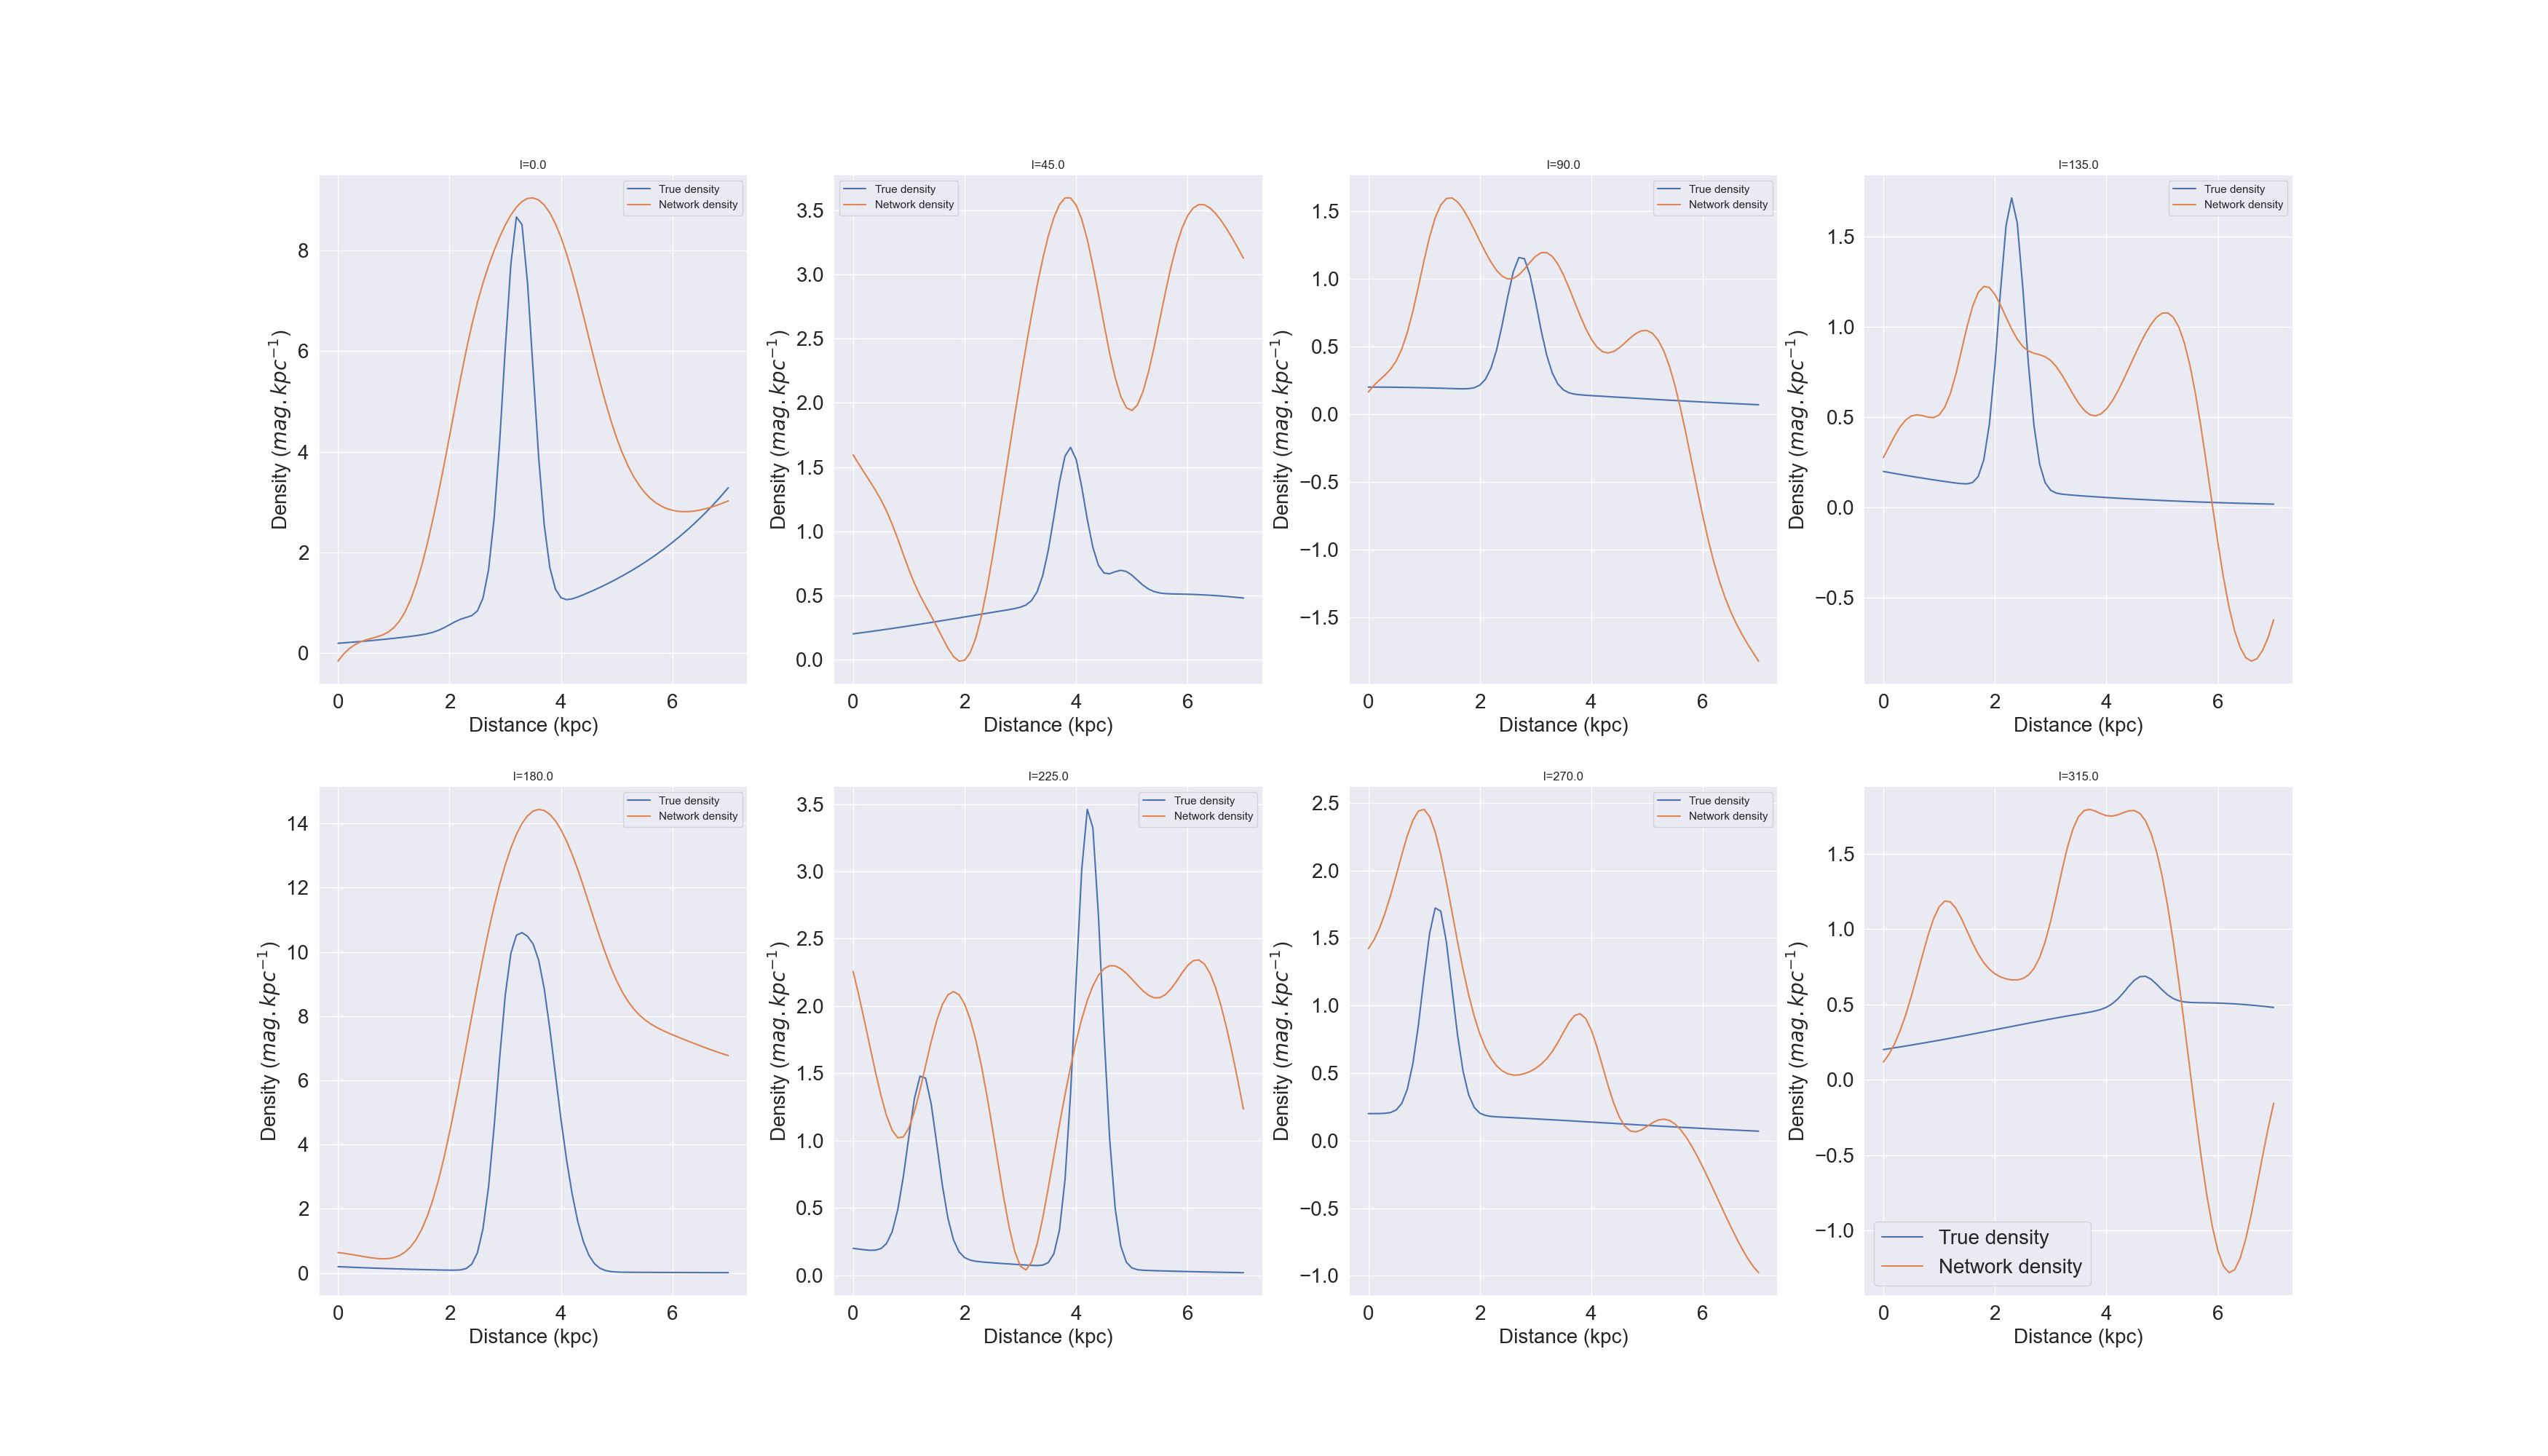 l=0.0
True density
Network density
8
6
4
2
0
Density (mag.kpc⁻¹)
0 2 4 6
Distance (kpc)
l=45.0
True density
Network density
3.5
3.0
2.5
2.0
1.5
1.0
0.5
0.0
Density (mag.kpc⁻¹)
0 2 4 6
Distance (kpc)
l=90.0
True density
Network density
1.5
1.0
0.5
0.0
−0.5
−1.0
−1.5
Density (mag.kpc⁻¹)
0 2 4 6
Distance (kpc)
l=135.0
True density
Network density
1.5
1.0
0.5
0.0
−0.5
Density (mag.kpc⁻¹)
0 2 4 6
Distance (kpc)
l=180.0
True density
Network density
14
12
10
8
6
4
2
0
Density (mag.kpc⁻¹)
0 2 4 6
Distance (kpc)
l=225.0
True density
Network density
3.5
3.0
2.5
2.0
1.5
1.0
0.5
0.0
Density (mag.kpc⁻¹)
0 2 4 6
Distance (kpc)
l=270.0
True density
Network density
2.5
2.0
1.5
1.0
0.5
0.0
−0.5
−1.0
Density (mag.kpc⁻¹)
0 2 4 6
Distance (kpc)
l=315.0
1.5
1.0
0.5
0.0
−0.5
−1.0
Density (mag.kpc⁻¹)
True density
Network density
0 2 4 6
Distance (kpc)